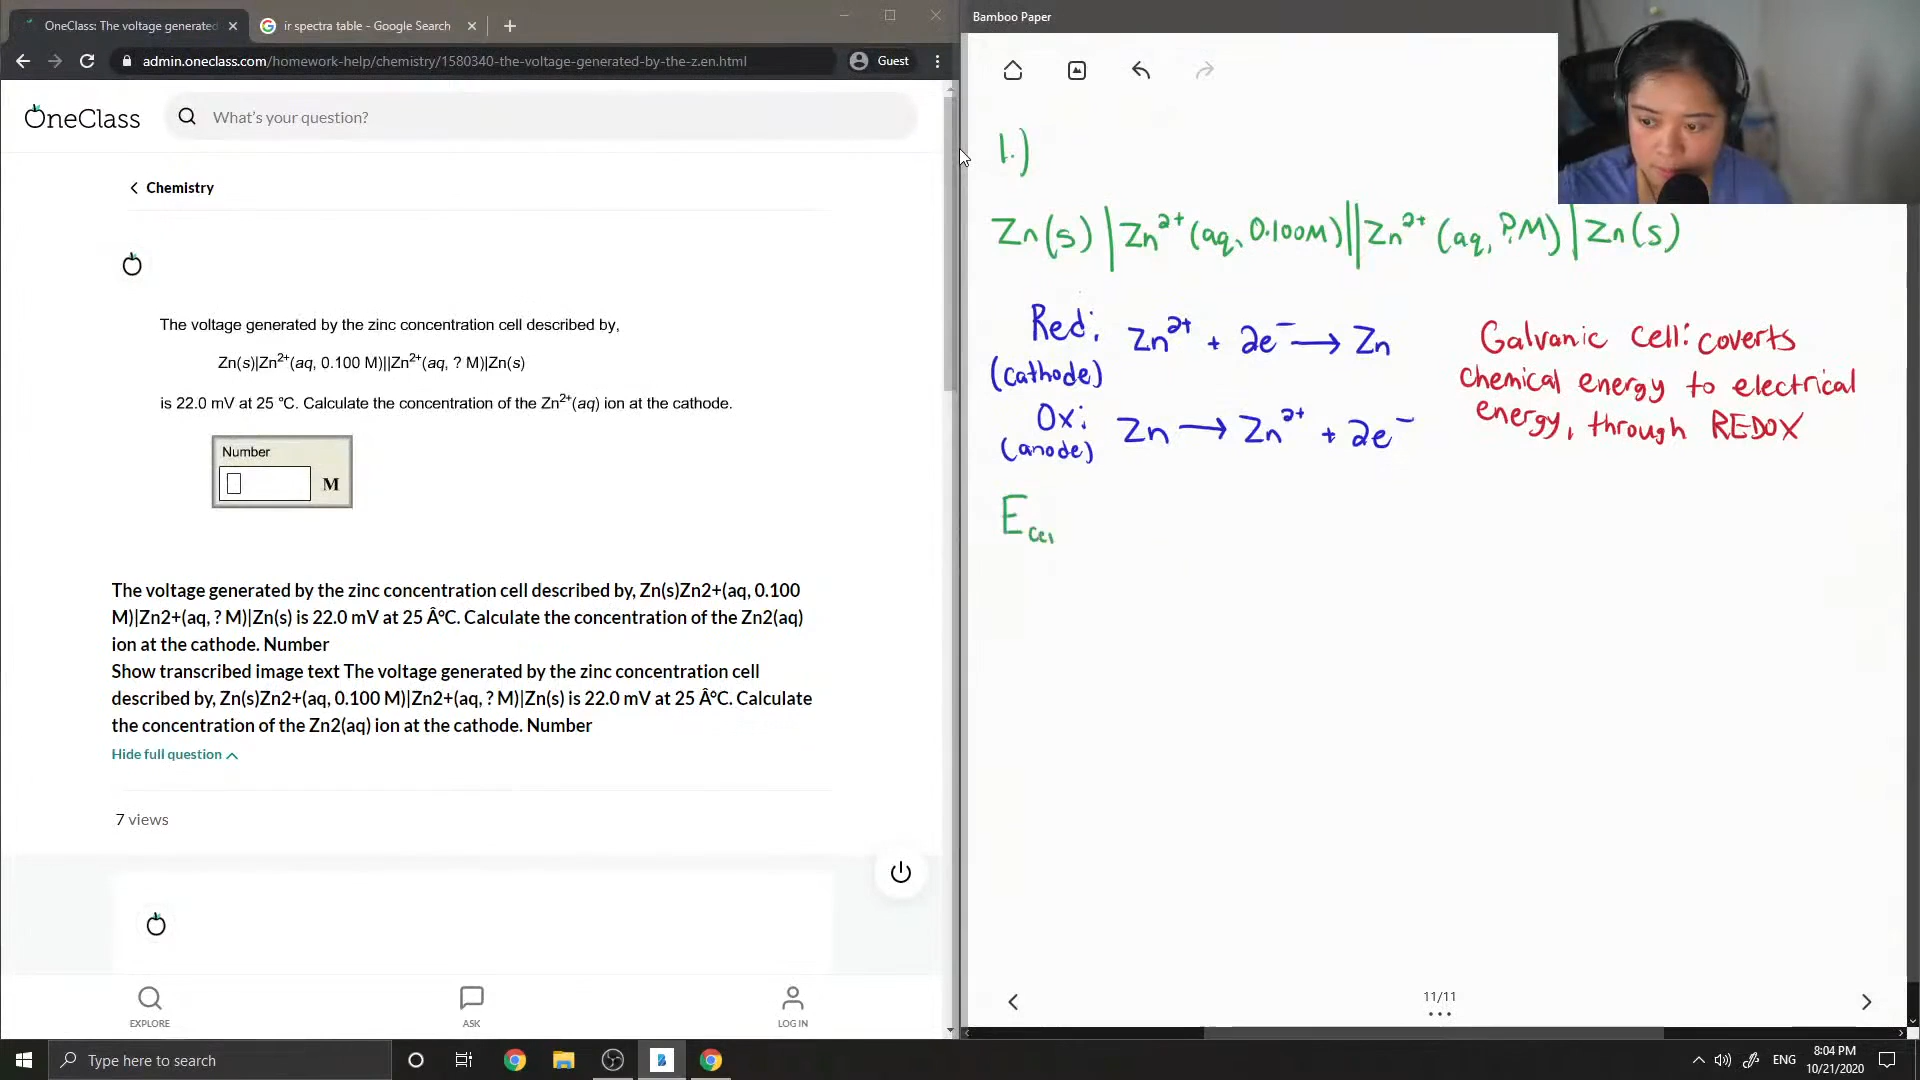 OneClass: The voltage generated
ir spectra table - Google Search
admin.oneclass.com/homework-help/chemistry/1580340-the-voltage-generated-by-the-z.en.html
Guest
OneClass
What's your question?
Chemistry
The voltage generated by the zinc concentration cell described by,
Zn(s)|Zn2+(aq, 0.100 M)||Zn2+(aq, ? M)|Zn(s)
is 22.0 mV at 25 °C. Calculate the concentration of the Zn2+(aq) ion at the cathode.
Number
M
The voltage generated by the zinc concentration cell described by, Zn(s)Zn2+(aq, 0.100
M)|Zn2+(aq, ? M)|Zn(s) is 22.0 mV at 25 Â°C. Calculate the concentration of the Zn2(aq)
ion at the cathode. Number
Show transcribed image text The voltage generated by the zinc concentration cell
described by, Zn(s)Zn2+(aq, 0.100 M)|Zn2+(aq, ? M)|Zn(s) is 22.0 mV at 25 Â°C. Calculate
the concentration of the Zn2(aq) ion at the cathode. Number
Hide full question
7 views
EXPLORE
ASK
LOG IN
Bamboo Paper
1.)
Zn(s) | Zn2+ (aq, 0.100M) || Zn2+ (aq, ?M) | Zn(s)
Red: Zn2+ + 2e- → Zn
(cathode)
Ox: Zn → Zn2+ + 2e-
(anode)
Galvanic cell: coverts
chemical energy to electrical
energy, through REDOX
Ecel
11/11
Type here to search
ENG
8:04 PM
10/21/2020